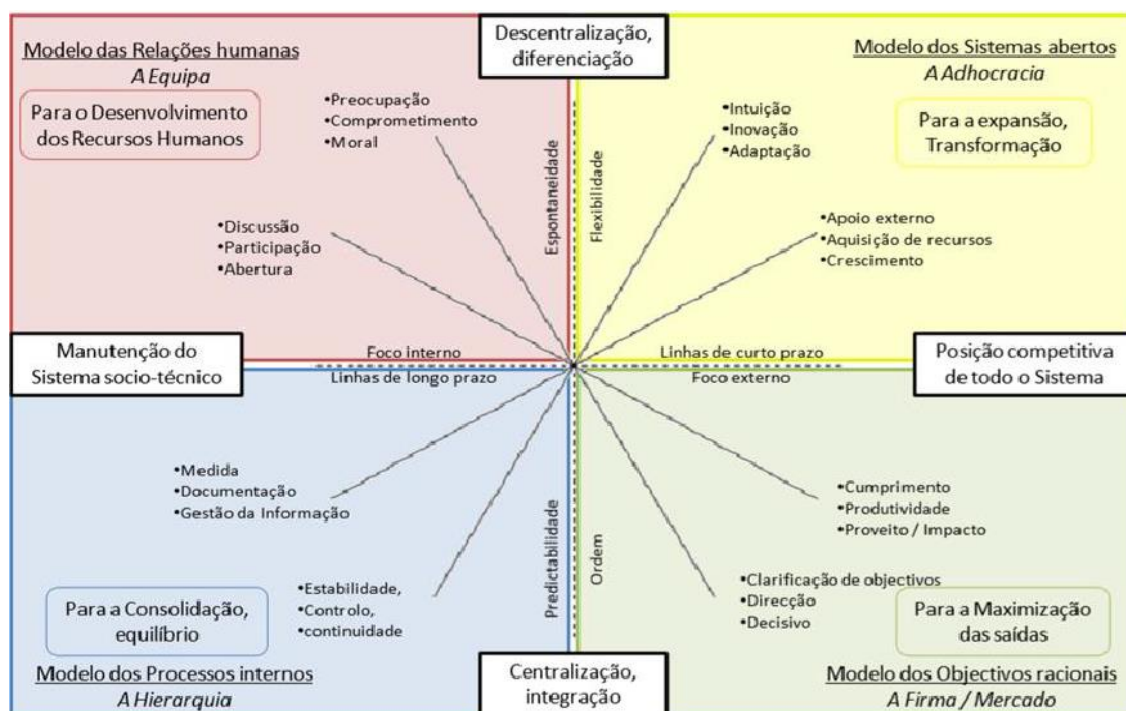 Descentralização,
diferenciação
Modelo das Relações humanas
A Equipa
Para o Desenvolvimento
dos Recursos Humanos
•Preocupação
•Comprometimento
•Moral
•Discussão
•Participação
•Abertura
Espontaneidade
Flexibilidade
Modelo dos Sistemas abertos
A Adhocracia
•Intuição
•Inovação
•Adaptação
Para a expansão,
Transformação
•Apoio externo
•Aquisição de recursos
•Crescimento
Manutenção do
Sistema socio-técnico
Foco interno
Linhas de longo prazo
Linhas de curto prazo
Foco externo
Posição competitiva
de todo o Sistema
•Medida
•Documentação
•Gestão da Informação
•Estabilidade,
•Controlo,
•continuidade
Para a Consolidação,
equilíbrio
Modelo dos Processos internos
A Hierarquia
Predictabilidade
Ordem
•Cumprimento
•Produtividade
•Proveito / Impacto
•Clarificação de objectivos
•Direcção
•Decisivo
Para a Maximização
das saídas
Modelo dos Objectivos racionais
A Firma / Mercado
Centralização,
integração